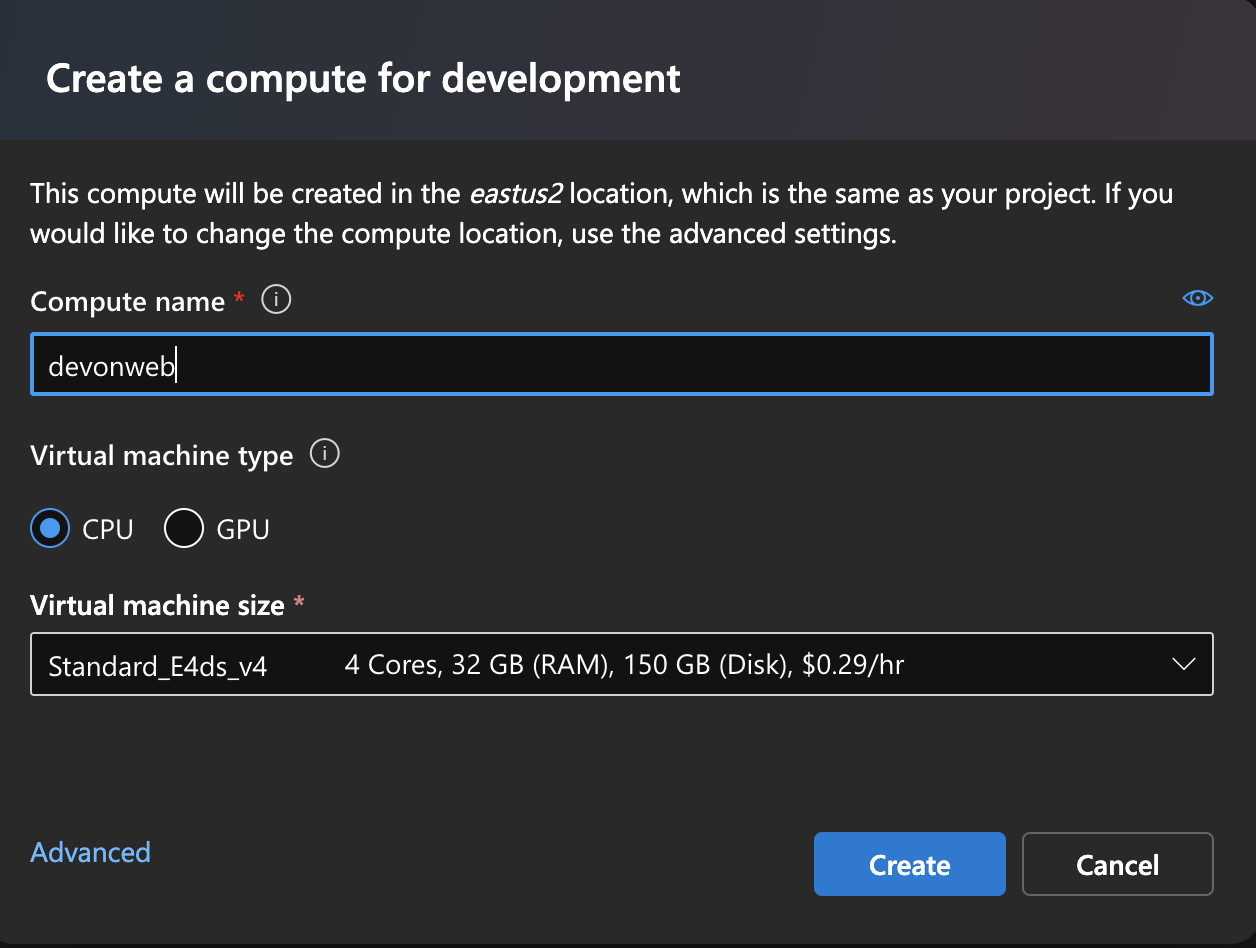 Create a compute for development
This compute will be created in the eastus2 location, which is the same as your project. If you
would like to change the compute location, use the advanced settings.
Compute name *
devonweb
Virtual machine type
CPU GPU
Virtual machine size *
Standard_E4ds_v4 4 Cores, 32 GB (RAM), 150 GB (Disk), $0.29/hr
Advanced
Create Cancel